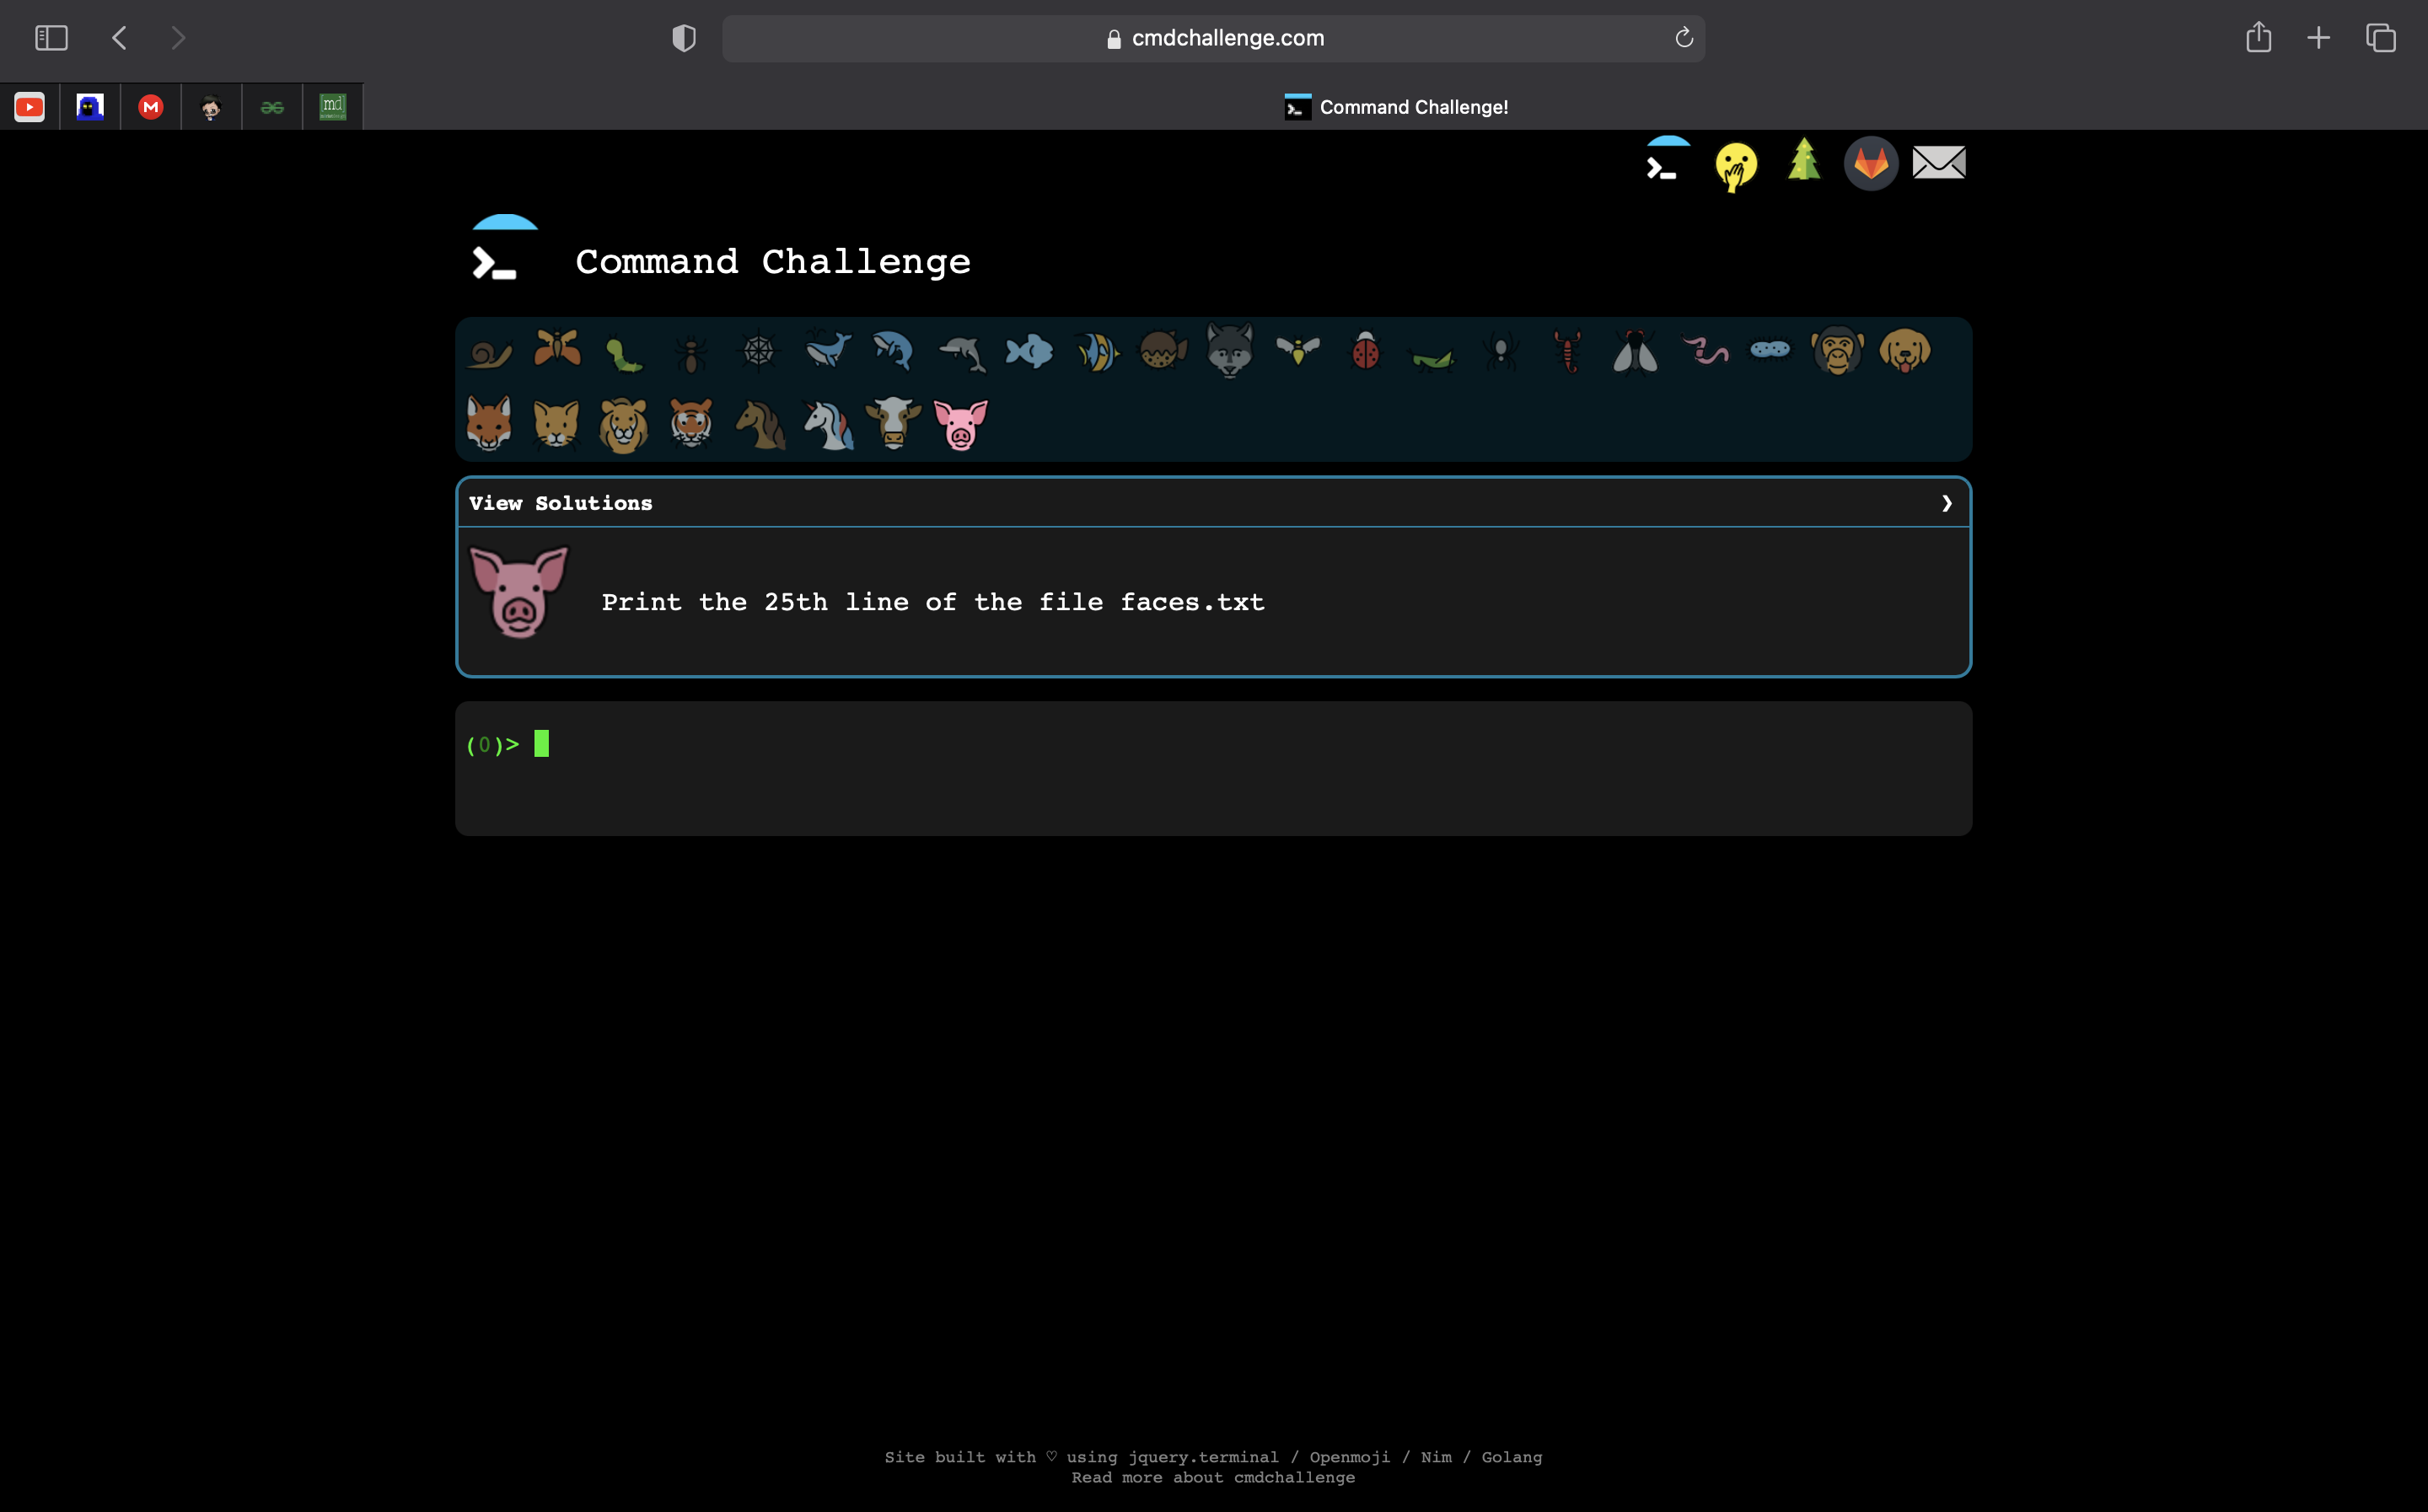 cmdchallenge.com
md
Command Challenge!
Command Challenge
View Solutions
Print the 25th line of the file faces.txt
(0)>
Site built with ♡ using jquery.terminal / Openmoji / Nim / Golang
Read more about cmdchallenge